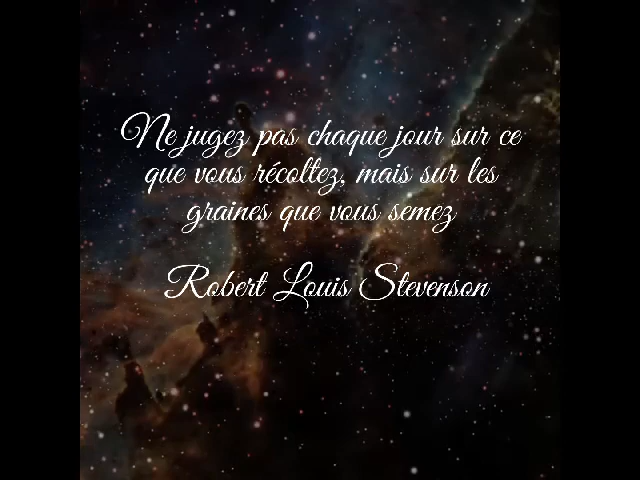 Ne jugez pas chaque jour sur ce
que vous récoltez, mais sur les
graines que vous semez
Robert Louis Stevenson